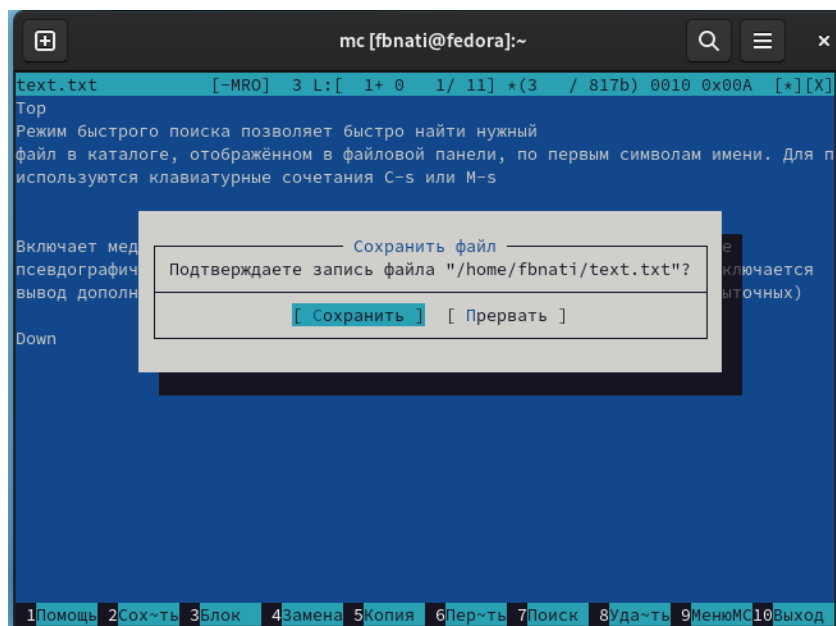 mc [fbnati@fedora]:~
text.txt [-MRO] 3 L:[ 1+ 0 1/ 11] *(3 / 817b) 0010 0x00A [*][X]
Top
Режим быстрого поиска позволяет быстро найти нужный
файл в каталоге, отображённом в файловой панели, по первым символам имени. Для п
используются клавиатурные сочетания C-s или M-s
Включает мед е
псевдографич ключается
вывод дополн ыточных)
Down
Сохранить файл
Подтверждаете запись файла "/home/fbnati/text.txt"?
[ Сохранить ] [ Прервать ]
1Помощь 2Сох~ть 3Блок 4Замена 5Копия 6Пер~ть 7Поиск 8Уда~ть 9МенюMC10Выход